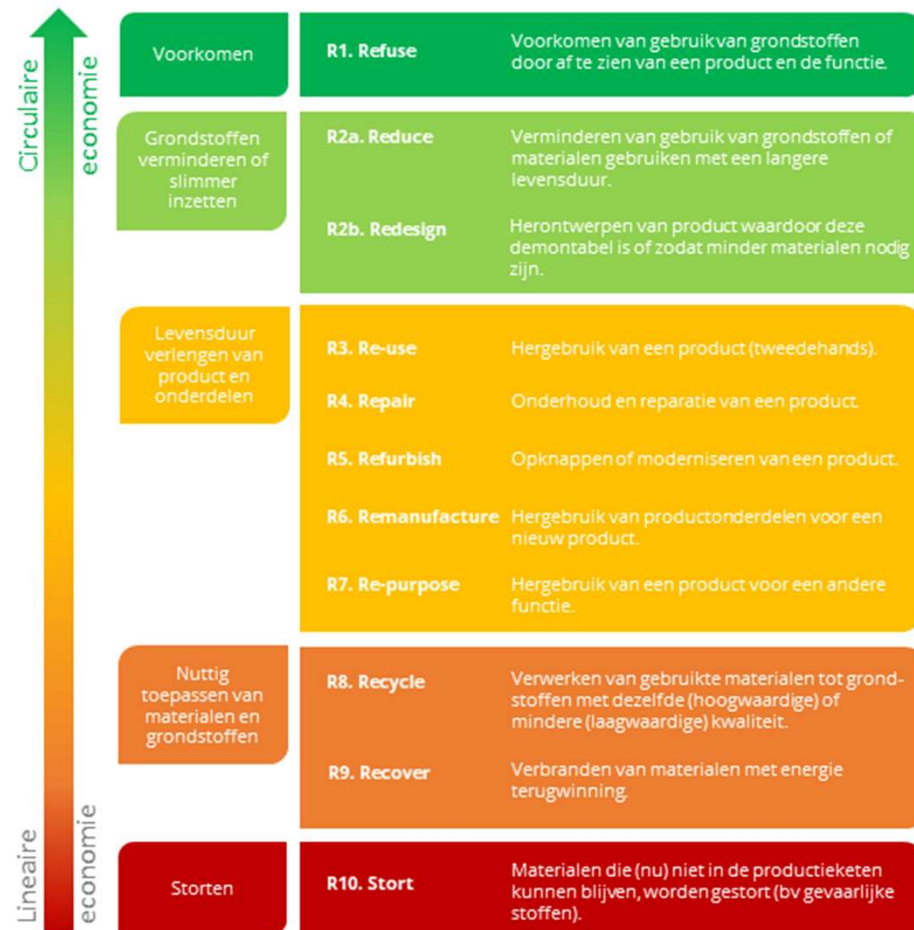 Circulaire
economie
Voorkomen
R1. Refuse
Voorkomen van gebruik van grondstoffen
door af te zien van een product en de functie.
Grondstoffen
verminderen of
slimmer
inzetten
R2a. Reduce
Verminderen van gebruik van grondstoffen of
materialen gebruiken met een langere
levensduur.
R2b. Redesign
Herontwerpen van product waardoor deze
demontabel is of zodat minder materialen nodig
zijn.
Levensduur
verlengen van
product en
onderdelen
R3. Re-use
Hergebruik van een product (tweedehands).
R4. Repair
Onderhoud en reparatie van een product.
R5. Refurbish
Opknappen of moderniseren van een product.
R6. Remanufacture
Hergebruik van productonderdelen voor een
nieuw product.
R7. Re-purpose
Hergebruik van een product voor een andere
functie.
Nuttig
toepassen van
materialen en
grondstoffen
R8. Recycle
Verwerken van gebruikte materialen tot grond-
stoffen met dezelfde (hoogwaardige) of
mindere (laagwaardige) kwaliteit.
R9. Recover
Verbranden van materialen met energie
terugwinning.
Lineaire
economie
Storten
R10. Stort
Materialen die (nu) niet in de productieketen
kunnen blijven, worden gestort (bv gevaarlijke
stoffen).